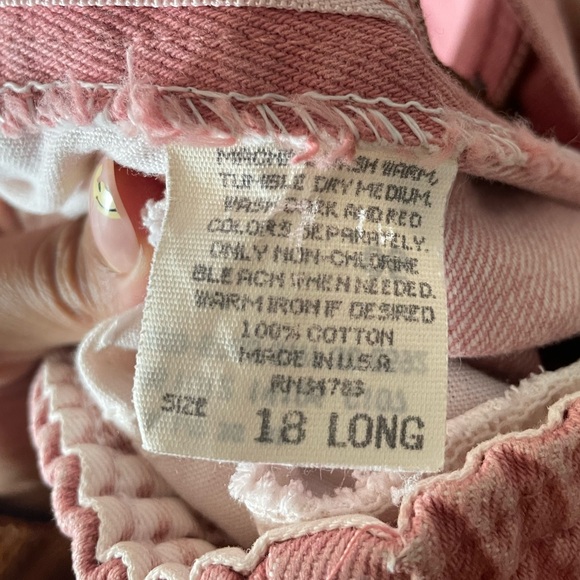 MACHINE WASH WARM,
TUMBLE DRY MEDIUM,
WASH DARK AND RED
COLORS SEPARATELY.
ONLY NON-CHLORINE
BLEACH WHEN NEEDED.
WARM IRON IF DESIRED
100% COTTON
MADE IN U.S.A.
RN34783
SIZE 18 LONG